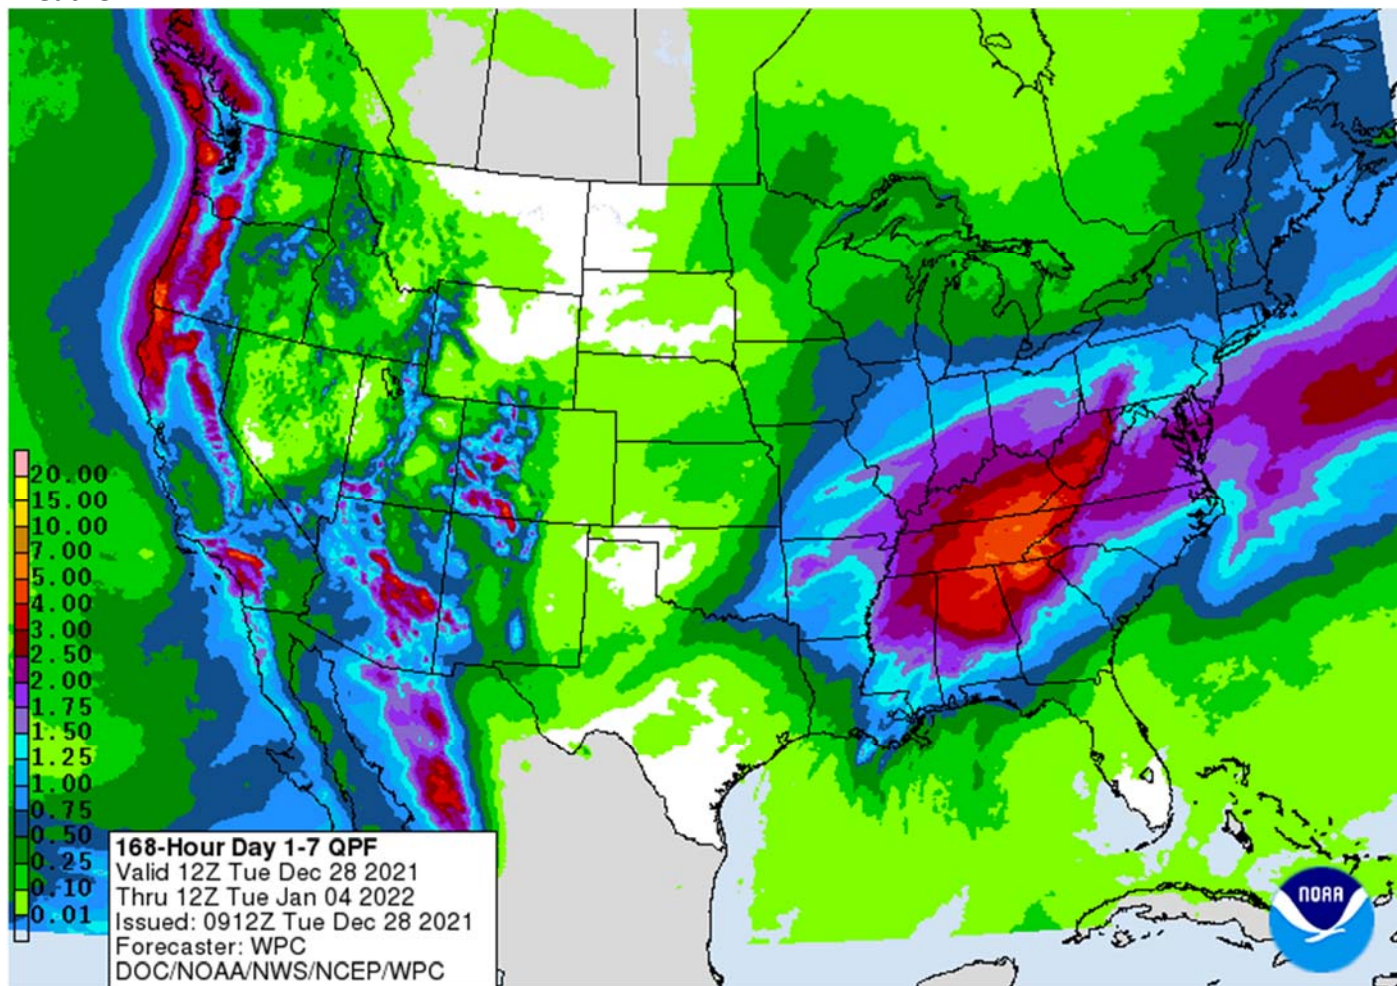 20.00
15.00
10.00
7.00
5.00
4.00
3.00
2.50
2.00
1.75
1.50
1.25
1.00
0.75
0.50
0.25
0.10
0.01
168-Hour Day 1-7 QPF
Valid 12Z Tue Dec 28 2021
Thru 12Z Tue Jan 04 2022
Issued: 0912Z Tue Dec 28 2021
Forecaster: WPC
DOC/NOAA/NWS/NCEP/WPC
NOAA